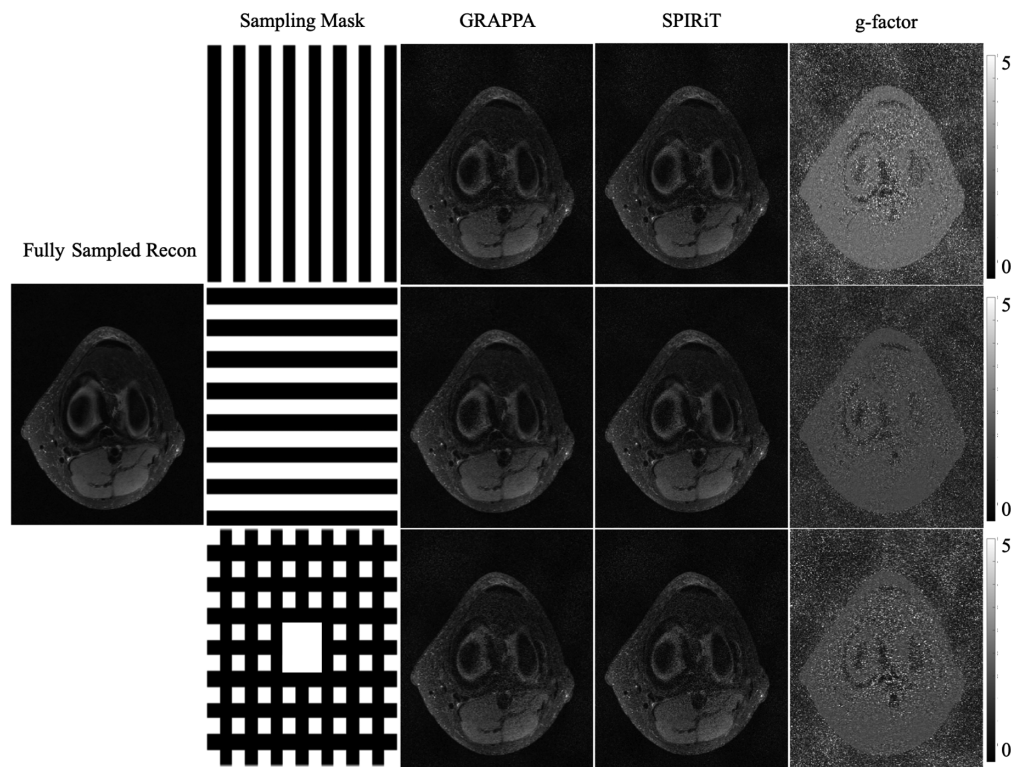 Sampling Mask
GRAPPA
SPIRiT
g-factor
5
0
Fully Sampled Recon
5
0
5
0